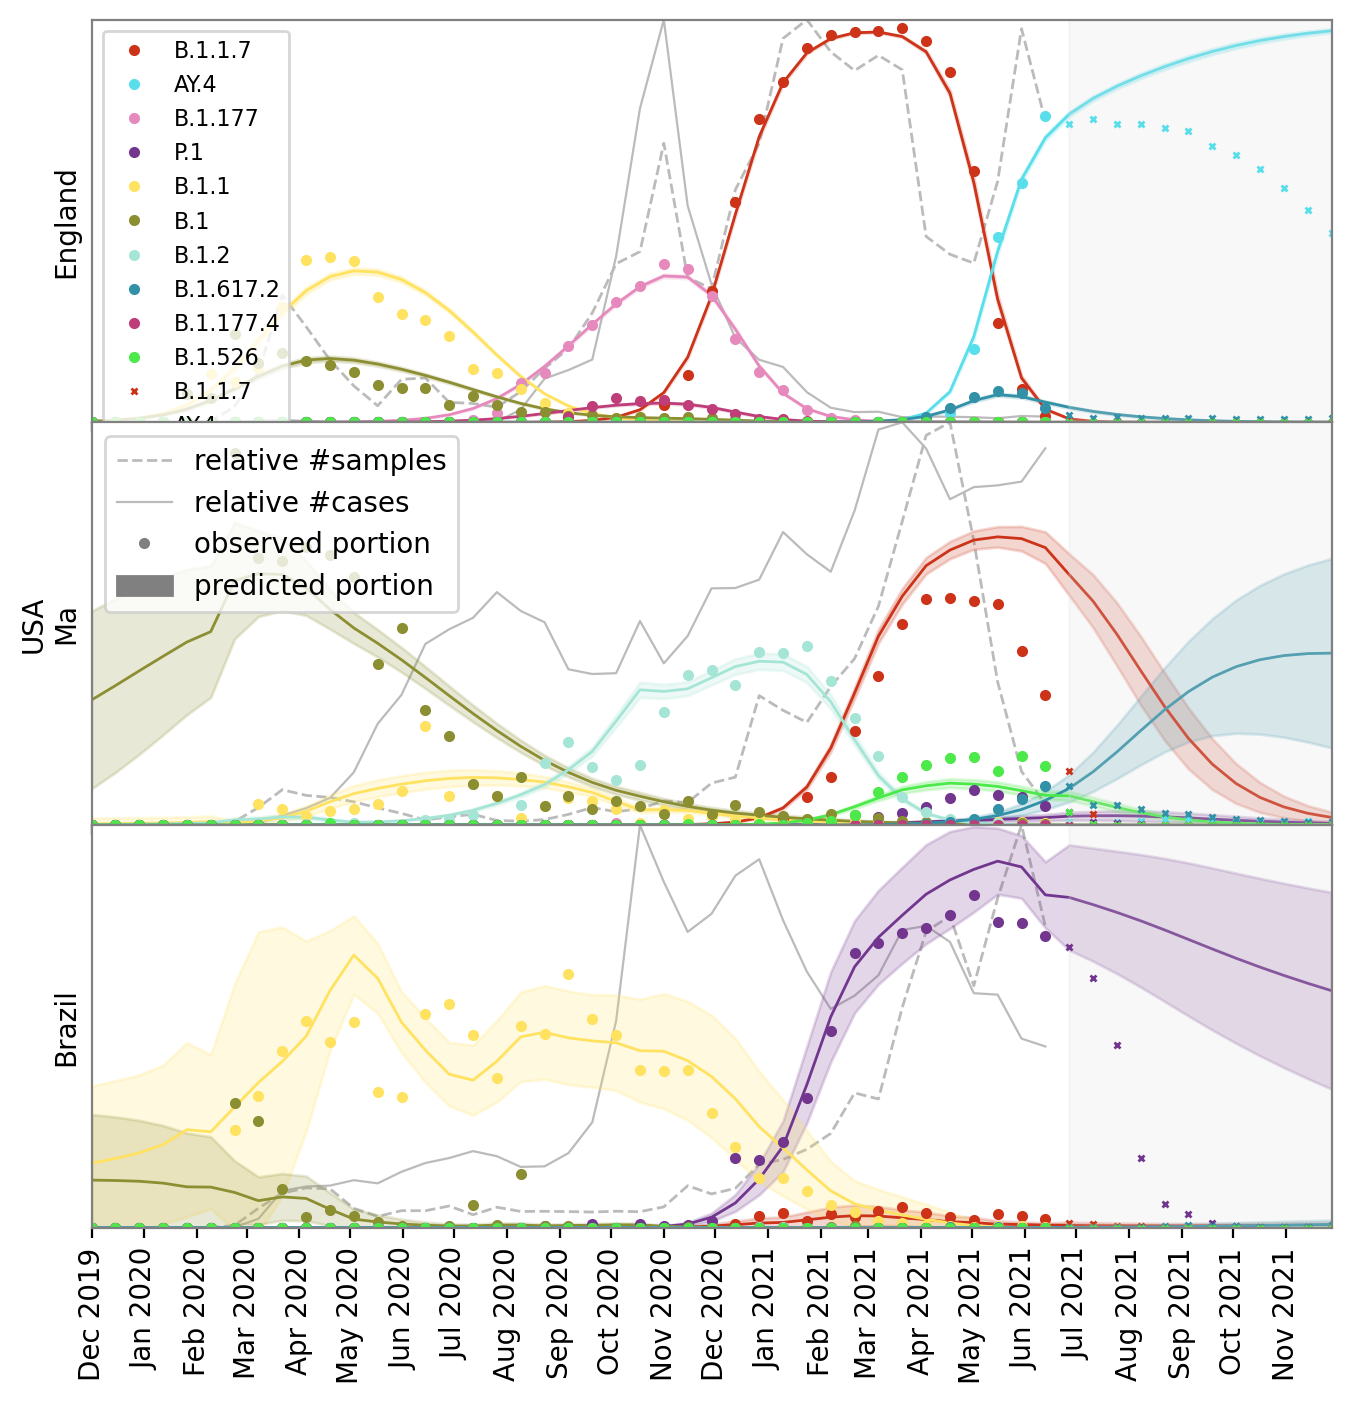 England
B.1.1.7
AY.4
B.1.177
P.1
B.1.1
B.1
B.1.2
B.1.617.2
B.1.177.4
B.1.526
B.1.1.7
AY.4
USA
Ma
relative #samples
relative #cases
observed portion
predicted portion
Brazil
Dec 2019
Jan 2020
Feb 2020
Mar 2020
Apr 2020
May 2020
Jun 2020
Jul 2020
Aug 2020
Sep 2020
Oct 2020
Nov 2020
Dec 2020
Jan 2021
Feb 2021
Mar 2021
Apr 2021
May 2021
Jun 2021
Jul 2021
Aug 2021
Sep 2021
Oct 2021
Nov 2021